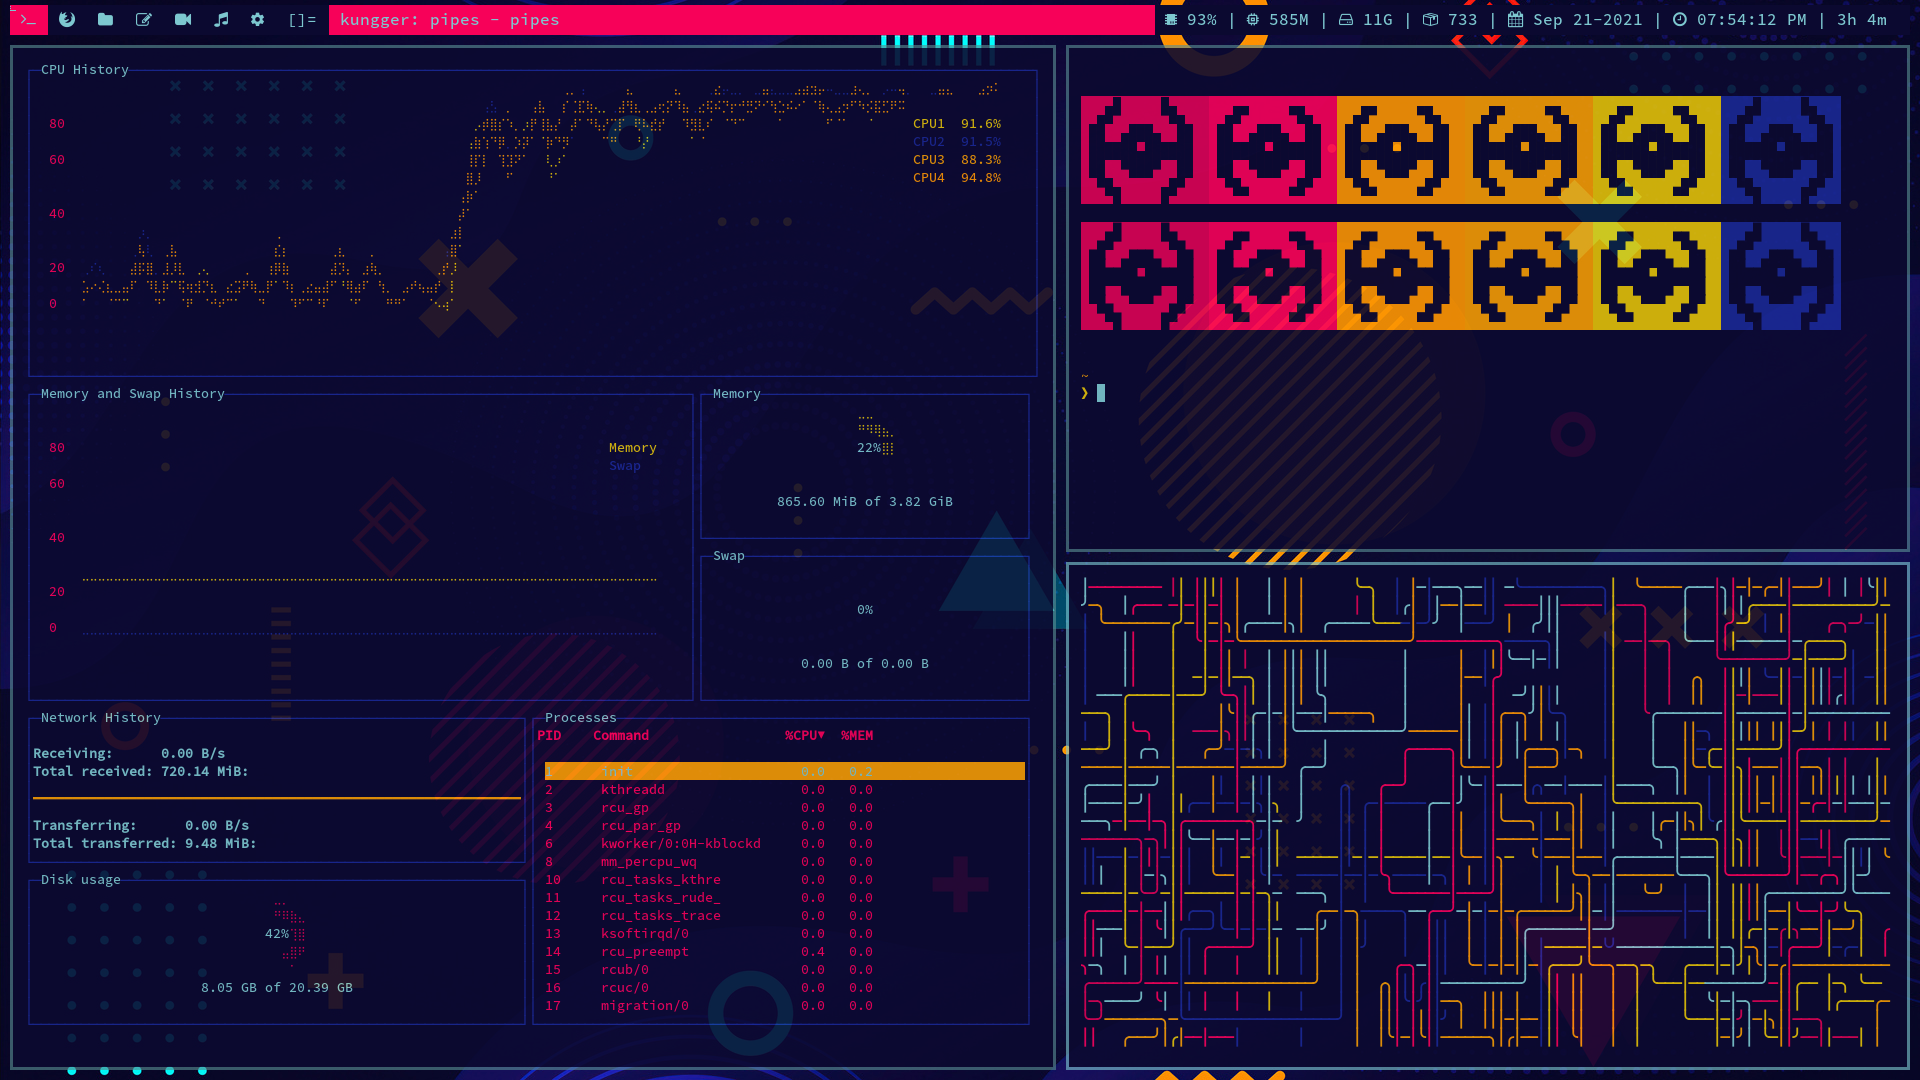 >_ []= kungger: pipes - pipes 93% | 585M | 11G | 733 | Sep 21-2021 | 07:54:12 PM | 3h 4m
CPU History
80
60
40
20
0
CPU1 91.6%
CPU2 91.5%
CPU3 88.3%
CPU4 94.8%
Memory and Swap History
80
60
40
20
0
Memory
Swap
Memory
22%
865.60 MiB of 3.82 GiB
Swap
0%
0.00 B of 0.00 B
Network History
Receiving: 0.00 B/s
Total received: 720.14 MiB:
Transferring: 0.00 B/s
Total transferred: 9.48 MiB:
Disk usage
42%
8.05 GB of 20.39 GB
Processes
PID Command %CPU▼ %MEM
1 init 0.0 0.2
2 kthreadd 0.0 0.0
3 rcu_gp 0.0 0.0
4 rcu_par_gp 0.0 0.0
6 kworker/0:0H-kblockd 0.0 0.0
8 mm_percpu_wq 0.0 0.0
10 rcu_tasks_kthre 0.0 0.0
11 rcu_tasks_rude_ 0.0 0.0
12 rcu_tasks_trace 0.0 0.0
13 ksoftirqd/0 0.0 0.0
14 rcu_preempt 0.4 0.0
15 rcub/0 0.0 0.0
16 rcuc/0 0.0 0.0
17 migration/0 0.0 0.0
~
❯